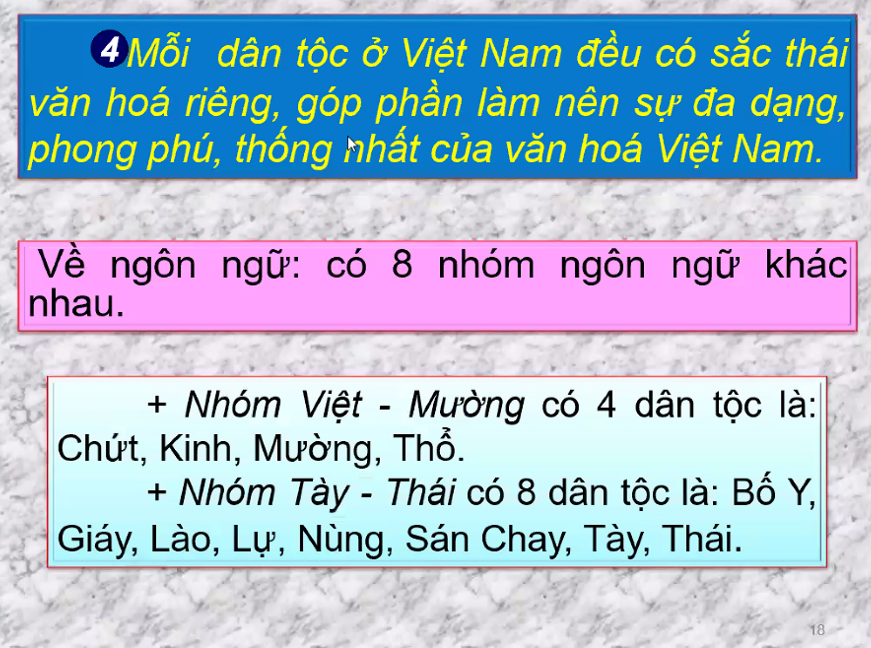 4 Mỗi dân tộc ở Việt Nam đều có sắc thái
văn hoá riêng, góp phần làm nên sự đa dạng,
phong phú, thống nhất của văn hoá Việt Nam.
Về ngôn ngữ: có 8 nhóm ngôn ngữ khác
nhau.
+ Nhóm Việt - Mường có 4 dân tộc là:
Chứt, Kinh, Mường, Thổ.
+ Nhóm Tày - Thái có 8 dân tộc là: Bố Y,
Giáy, Lào, Lự, Nùng, Sán Chay, Tày, Thái.
18